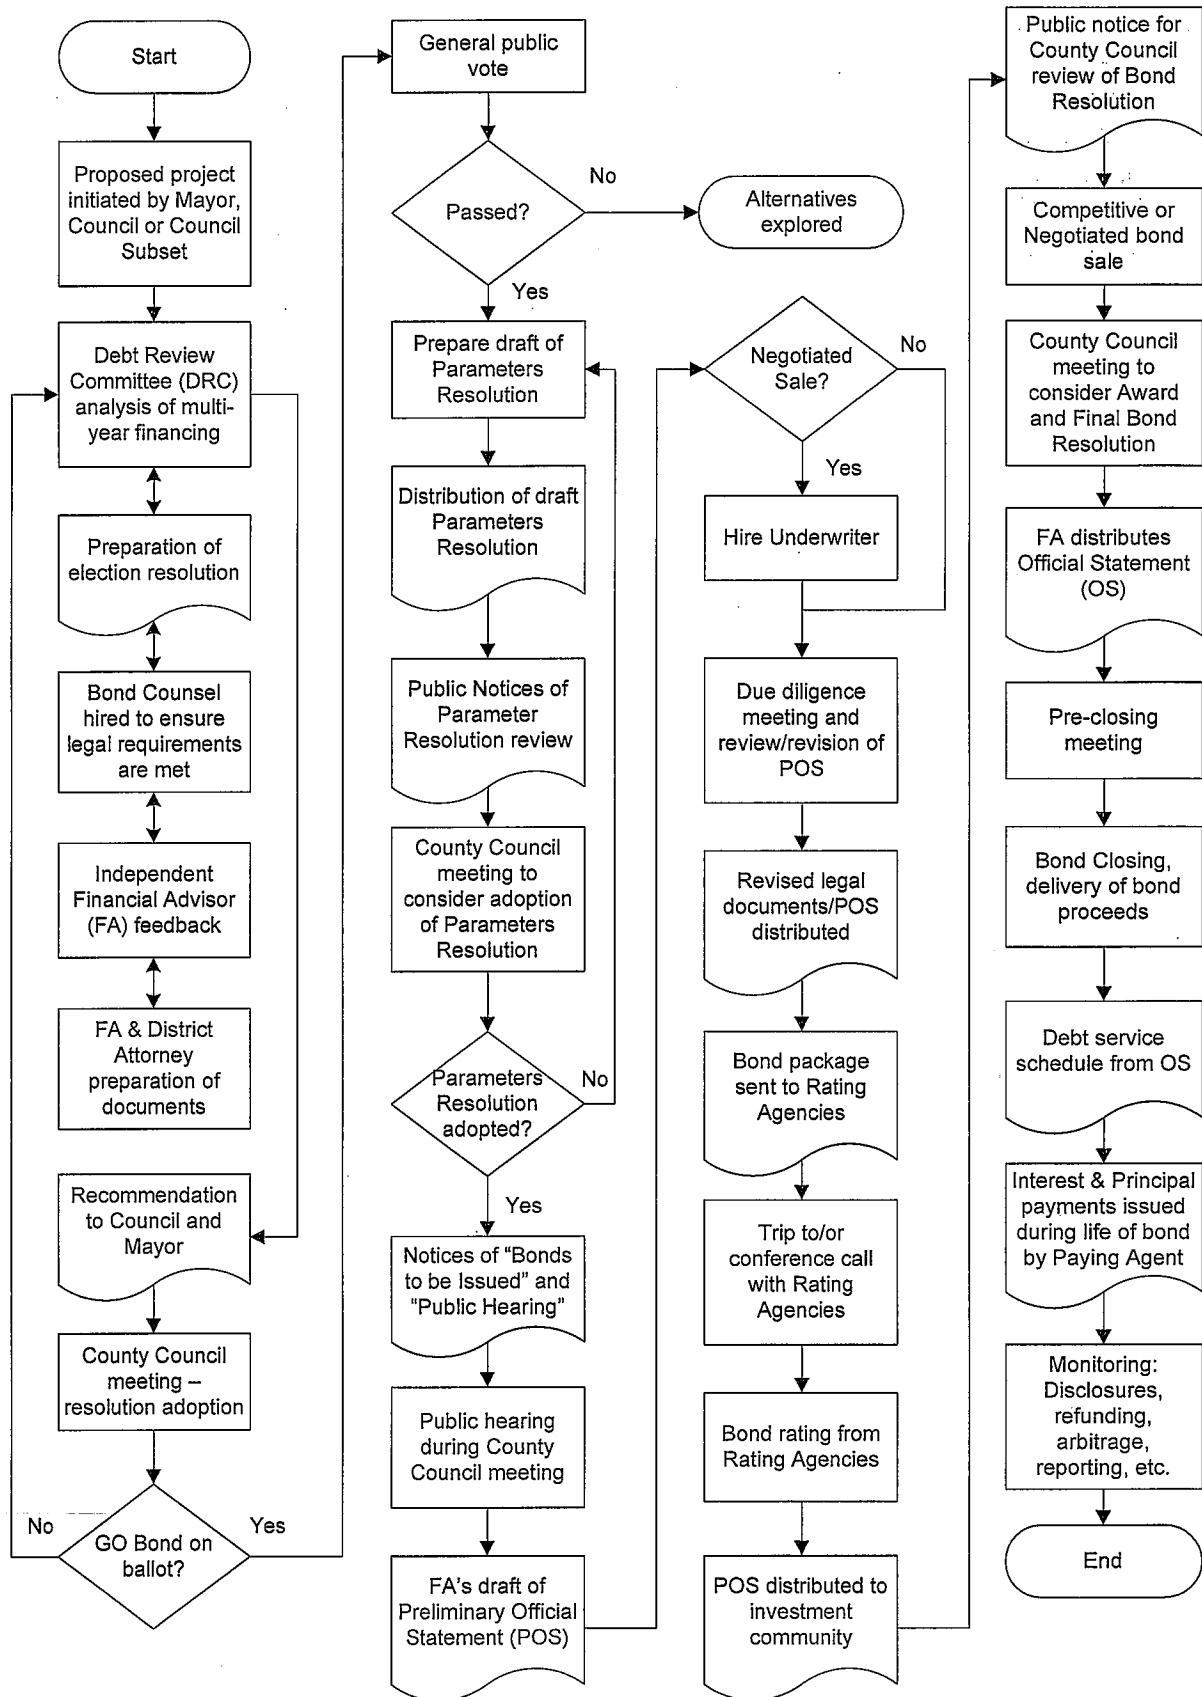 Start
Proposed project
initiated by Mayor,
Council or Council
Subset
Debt Review
Committee (DRC)
analysis of multi-
year financing
Preparation of
election resolution
Bond Counsel
hired to ensure
legal requirements
are met
Independent
Financial Advisor
(FA) feedback
FA & District
Attorney
preparation of
documents
Recommendation
to Council and
Mayor
County Council
meeting –
resolution adoption
GO Bond on
ballot?
No
Yes
General public
vote
Passed?
No
Alternatives
explored
Yes
Prepare draft of
Parameters
Resolution
Distribution of draft
Parameters
Resolution
Public Notices of
Parameter
Resolution review
County Council
meeting to
consider adoption
of Parameters
Resolution
Parameters
Resolution
adopted?
No
Yes
Notices of "Bonds
to be Issued" and
"Public Hearing"
Public hearing
during County
Council meeting
FA's draft of
Preliminary Official
Statement (POS)
Negotiated
Sale?
No
Yes
Hire Underwriter
Due diligence
meeting and
review/revision of
POS
Revised legal
documents/POS
distributed
Bond package
sent to Rating
Agencies
Trip to/or
conference call
with Rating
Agencies
Bond rating from
Rating Agencies
POS distributed to
investment
community
Public notice for
County Council
review of Bond
Resolution
Competitive or
Negotiated bond
sale
County Council
meeting to
consider Award
and Final Bond
Resolution
FA distributes
Official Statement
(OS)
Pre-closing
meeting
Bond Closing,
delivery of bond
proceeds
Debt service
schedule from OS
Interest & Principal
payments issued
during life of bond
by Paying Agent
Monitoring:
Disclosures,
refunding,
arbitrage,
reporting, etc.
End